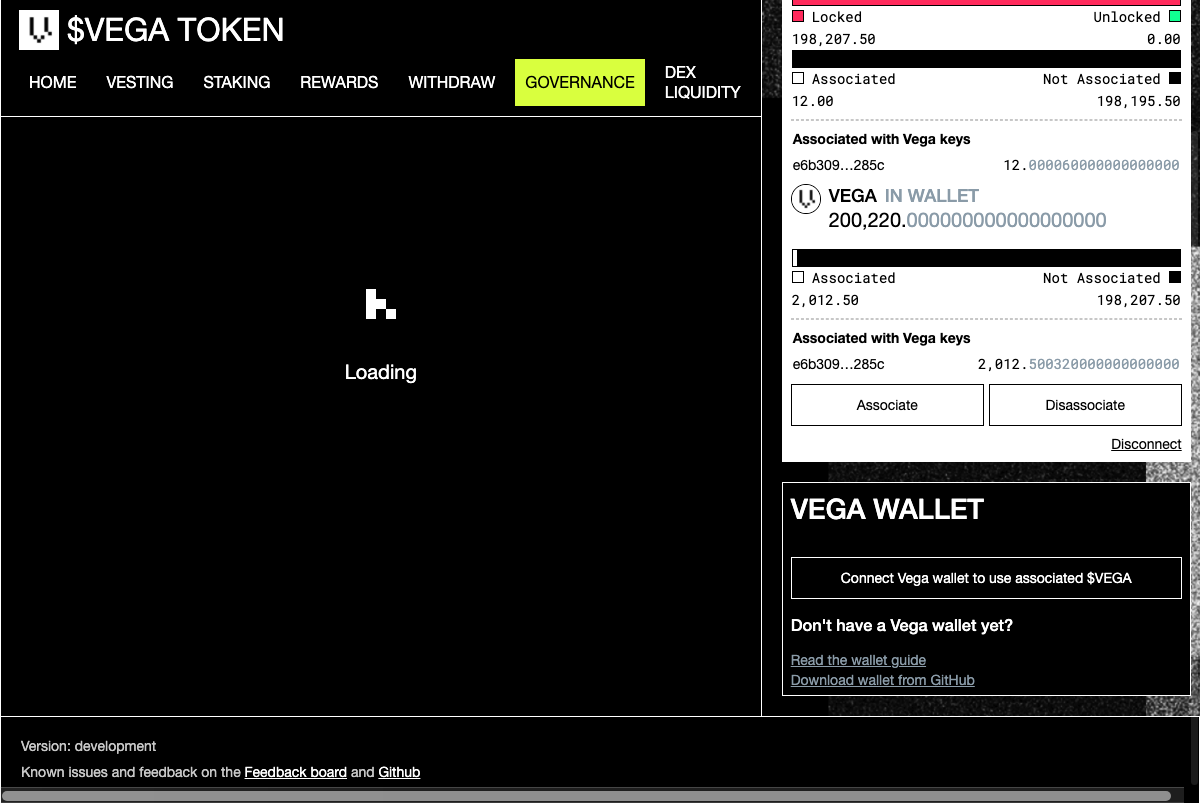 $VEGA TOKEN
HOME VESTING STAKING REWARDS WITHDRAW GOVERNANCE DEX LIQUIDITY
Loading
Locked Unlocked
198,207.50 0.00
Associated Not Associated
12.00 198,195.50
Associated with Vega keys
e6b309…285c 12.000060000000000000
VEGA IN WALLET
200,220.000000000000000000
Associated Not Associated
2,012.50 198,207.50
Associated with Vega keys
e6b309…285c 2,012.500320000000000000
Associate Disassociate
Disconnect
VEGA WALLET
Connect Vega wallet to use associated $VEGA
Don't have a Vega wallet yet?
Read the wallet guide
Download wallet from GitHub
Version: development
Known issues and feedback on the Feedback board and Github